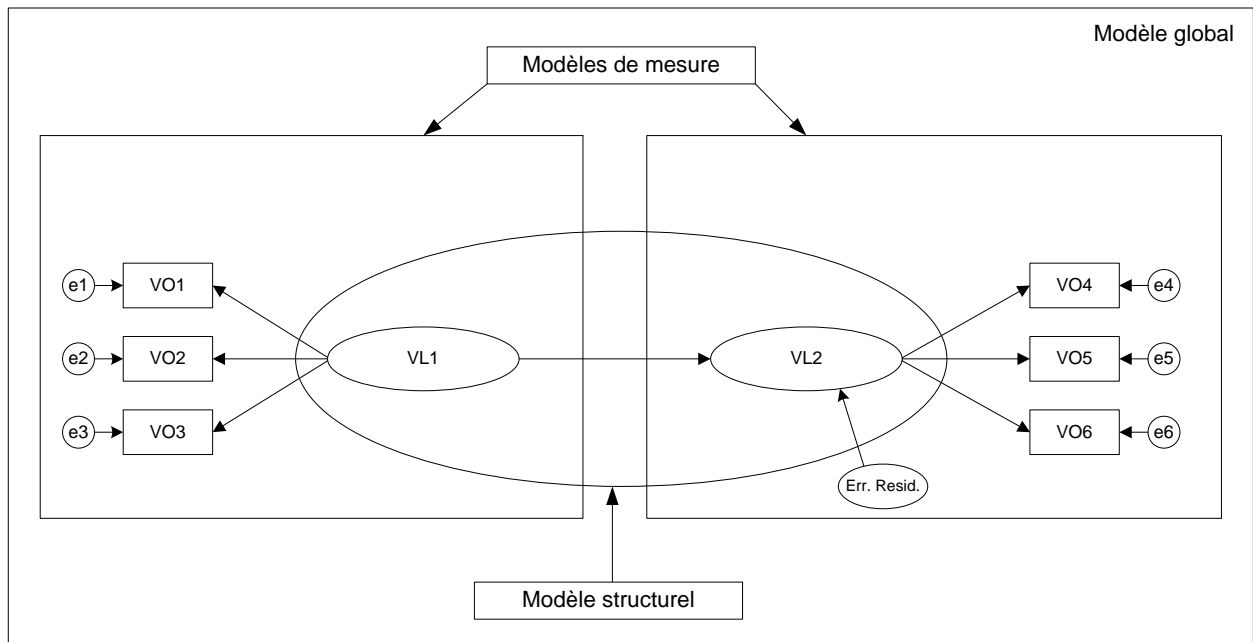 Modèle global
Modèles de mesure
e1
VO1
e4
VO4
e2
VO2
VL1
VL2
VO5
e5
e3
VO3
VO6
e6
Err. Resid.
Modèle structurel